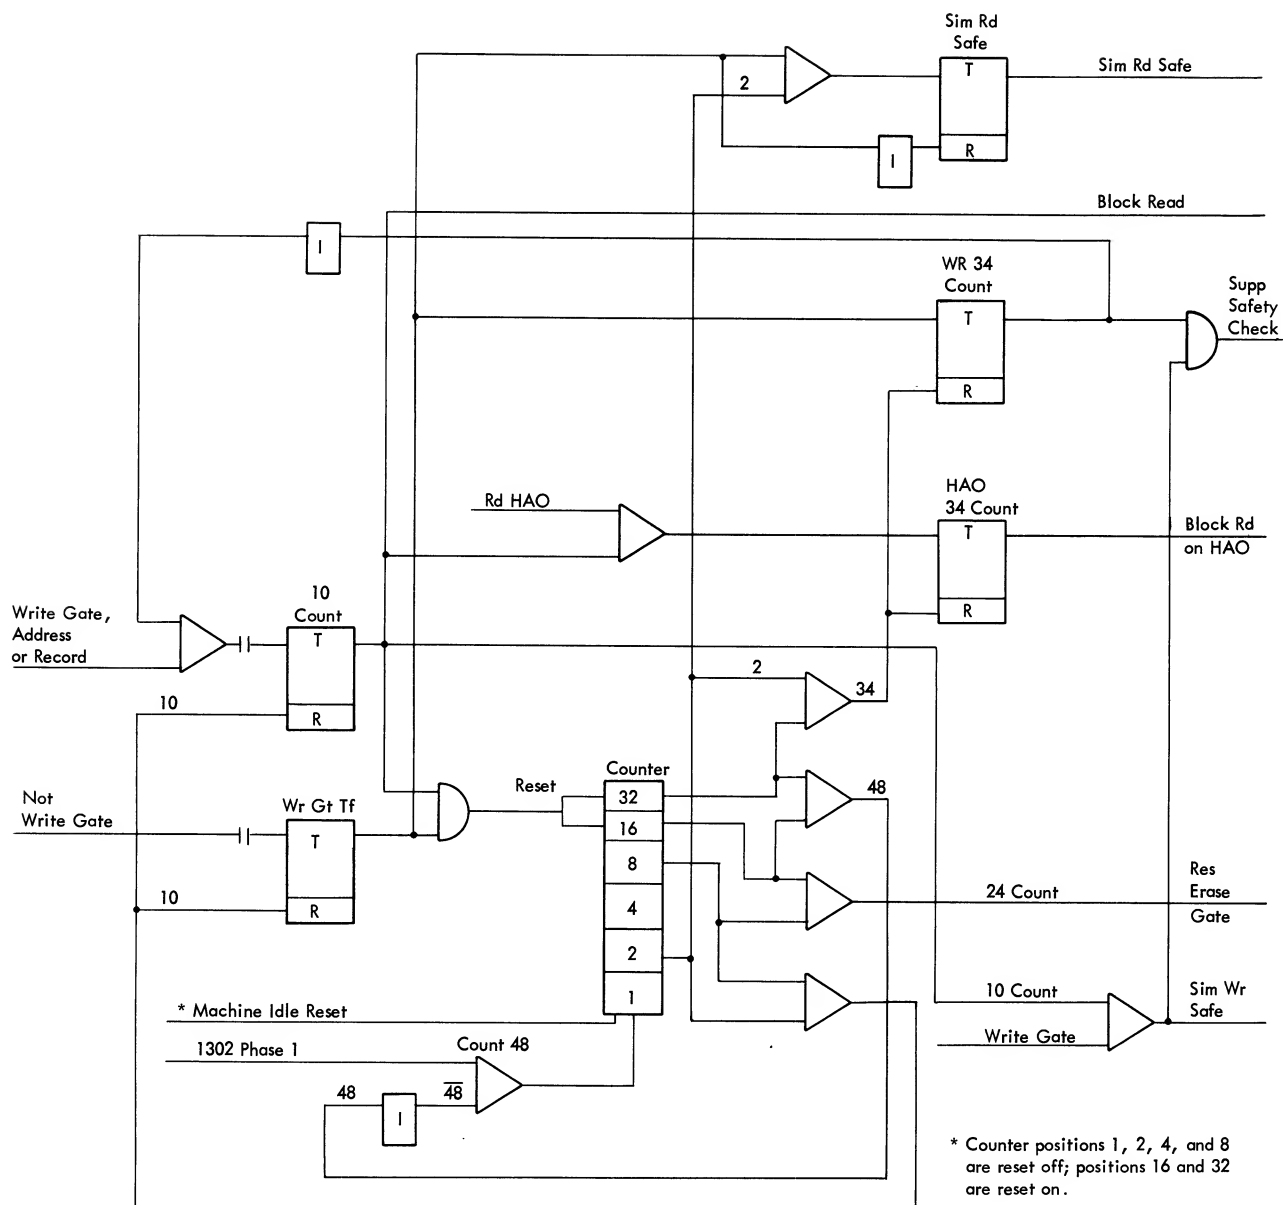 Sim Rd
Safe
T
Sim Rd Safe
2
R
I
Block Read
I
WR 34
Count
T
R
Supp
Safety
Check
Rd HAO
HAO
34 Count
T
R
Block Rd
on HAO
10
Count
T
R
Write Gate,
Address
or Record
10
2
34
Counter
32
16
8
4
2
1
Reset
48
Not
Write Gate
Wr Gt Tf
T
R
10
24 Count
Res
Erase
Gate
* Machine Idle Reset
10 Count
Sim Wr
Safe
Write Gate
1302 Phase 1
Count 48
48
I
4̅8̅
* Counter positions 1, 2, 4, and 8
are reset off; positions 16 and 32
are reset on.